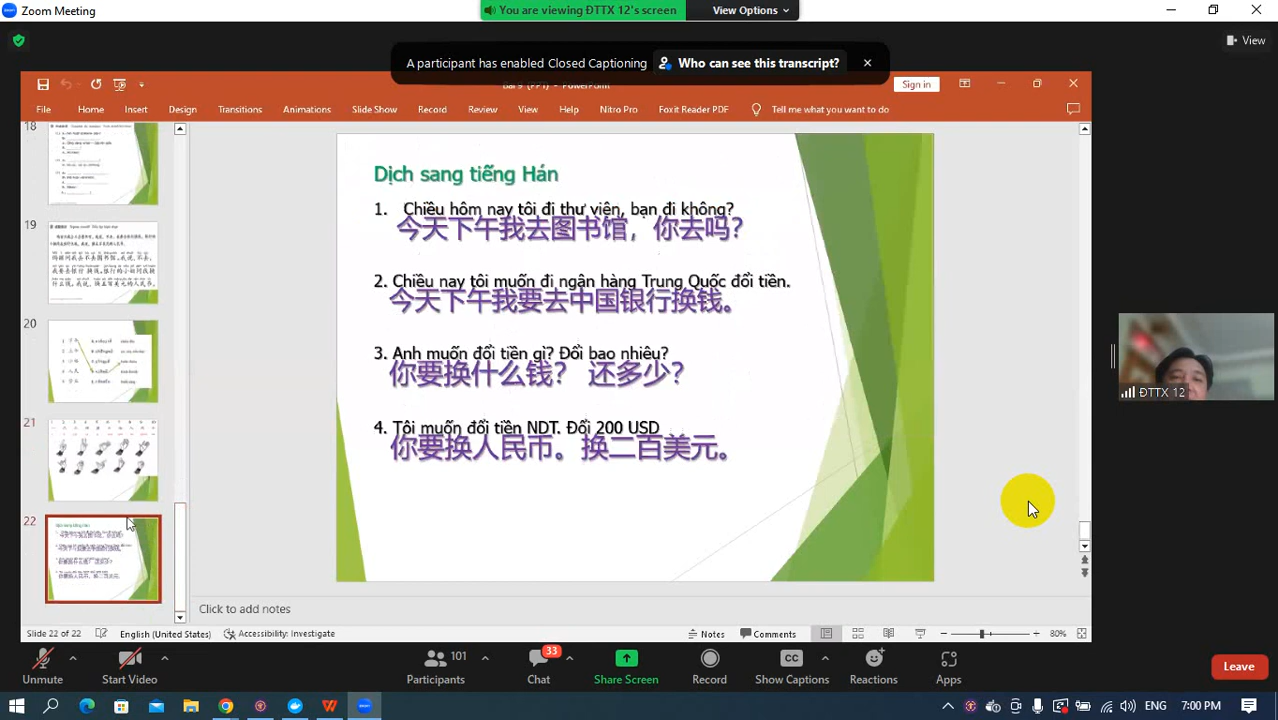 Zoom Meeting
You are viewing ĐTTX 12's screen
View Options
View
A participant has enabled Closed Captioning
Who can see this transcript?
Sign in
File Home Insert Design Transitions Animations Slide Show Record Review View Help Nitro Pro Foxit Reader PDF Tell me what you want to do
18
19
20
21
22
Dịch sang tiếng Hán
1. Chiều hôm nay tôi đi thư viện, bạn đi không?
今天下午我去图书馆，你去吗？
2. Chiều nay tôi muốn đi ngân hàng Trung Quốc đổi tiền.
今天下午我要去中国银行换钱。
3. Anh muốn đổi tiền gì? Đổi bao nhiêu?
你要换什么钱？ 还多少？
4. Tôi muốn đổi tiền NDT. Đổi 200 USD
你要换人民币。换二百美元。
ĐTTX 12
Click to add notes
Slide 22 of 22 English (United States) Accessibility: Investigate Notes Comments 80%
101 33 CC
Unmute Start Video Participants Chat Share Screen Record Show Captions Reactions Apps Leave
ENG 7:00 PM